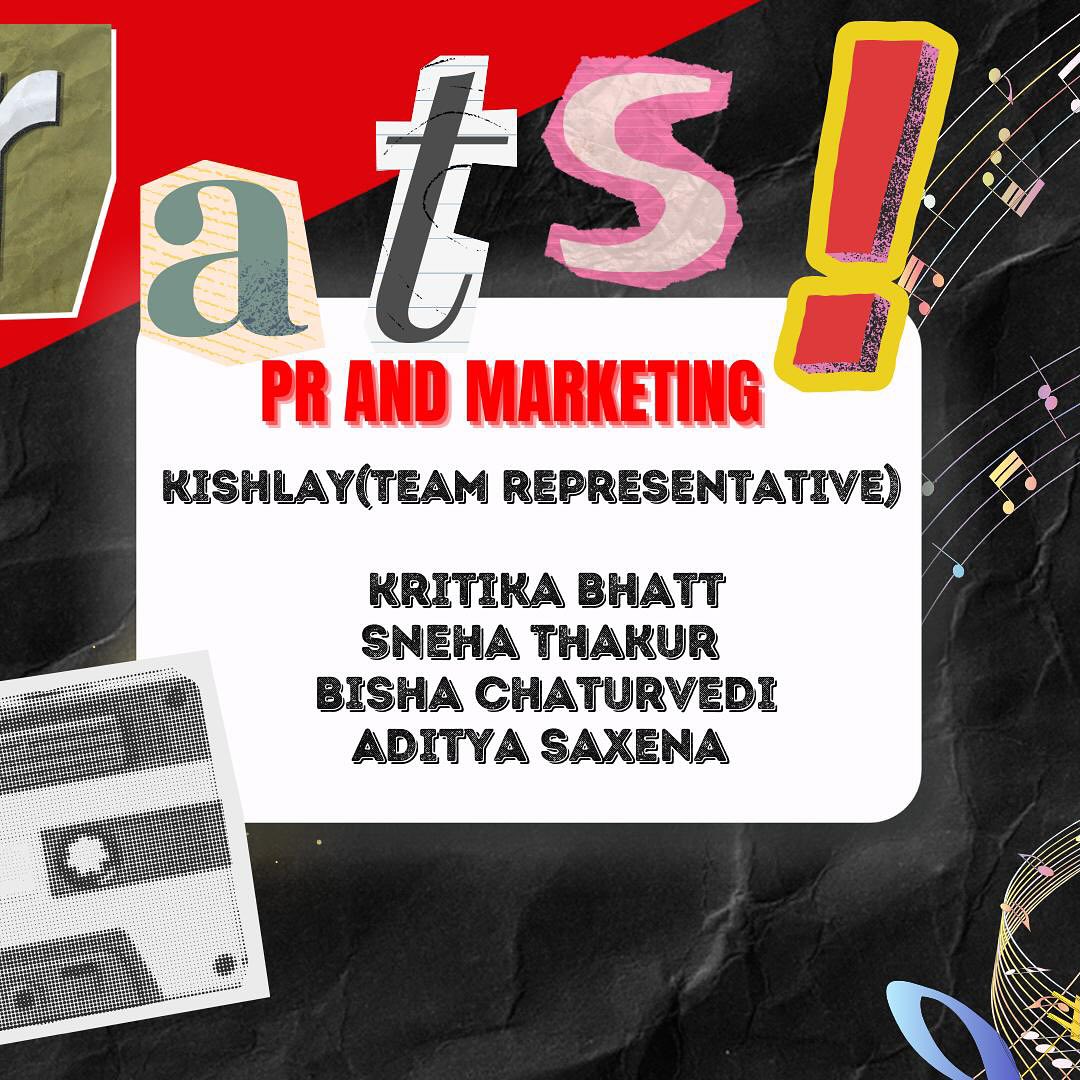 rats!
PR AND MARKETING
KISHLAY(TEAM REPRESENTATIVE)
KRITIKA BHATT
SNEHA THAKUR
BISHA CHATURVEDI
ADITYA SAXENA